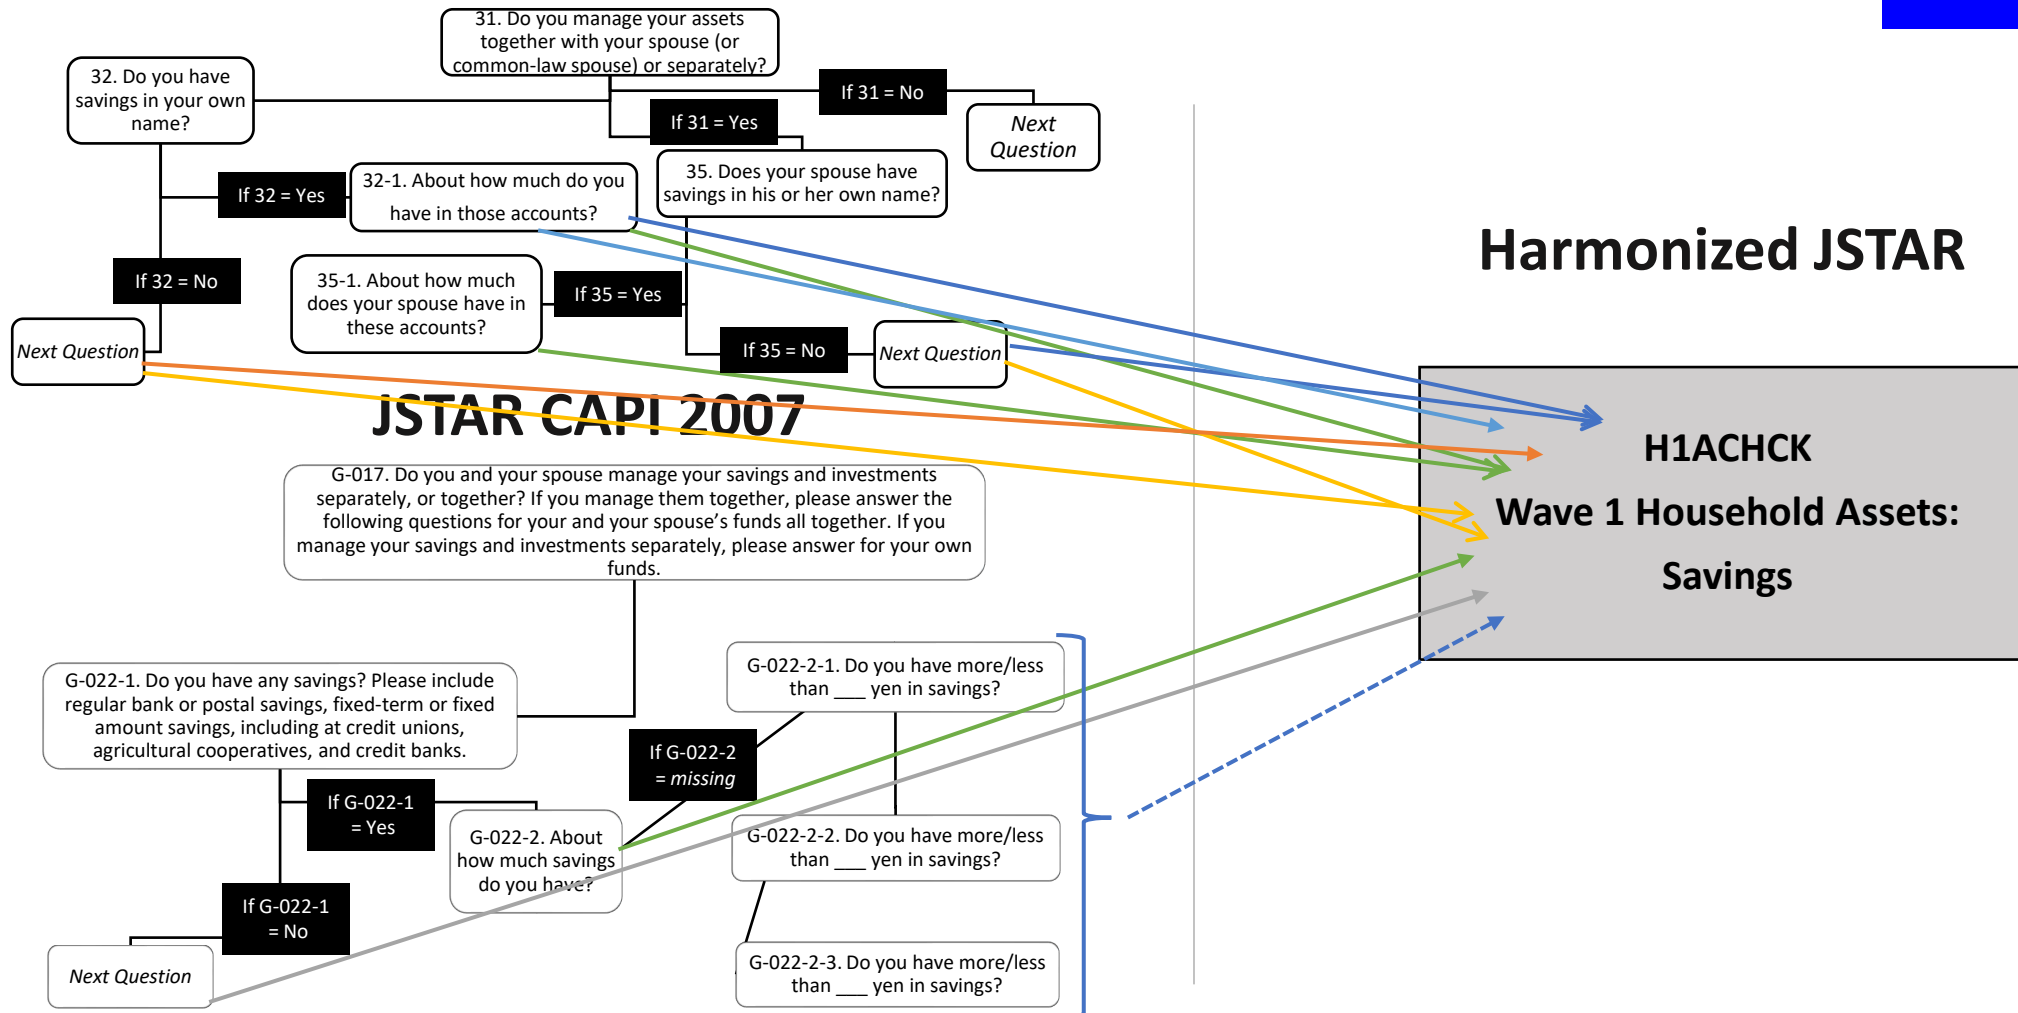 31. Do you manage your assets
together with your spouse (or
common-law spouse) or separately?
32. Do you have
savings in your own
name?
If 31 = No
If 31 = Yes
Next
Question
35. Does your spouse have
savings in his or her own name?
If 32 = Yes
32-1. About how much do you
have in those accounts?
If 32 = No
35-1. About how much
does your spouse have in
these accounts?
If 35 = Yes
Next Question
If 35 = No
Next Question
JSTAR CAPI 2007
G-017. Do you and your spouse manage your savings and investments
separately, or together? If you manage them together, please answer the
following questions for your and your spouse’s funds all together. If you
manage your savings and investments separately, please answer for your own
funds.
G-022-1. Do you have any savings? Please include
regular bank or postal savings, fixed-term or fixed
amount savings, including at credit unions,
agricultural cooperatives, and credit banks.
If G-022-1
= Yes
If G-022-1
= No
Next Question
G-022-2. About
how much savings
do you have?
If G-022-2
= missing
G-022-2-1. Do you have more/less
than ___ yen in savings?
G-022-2-2. Do you have more/less
than ___ yen in savings?
G-022-2-3. Do you have more/less
than ___ yen in savings?
Harmonized JSTAR
H1ACHCK
Wave 1 Household Assets:
Savings